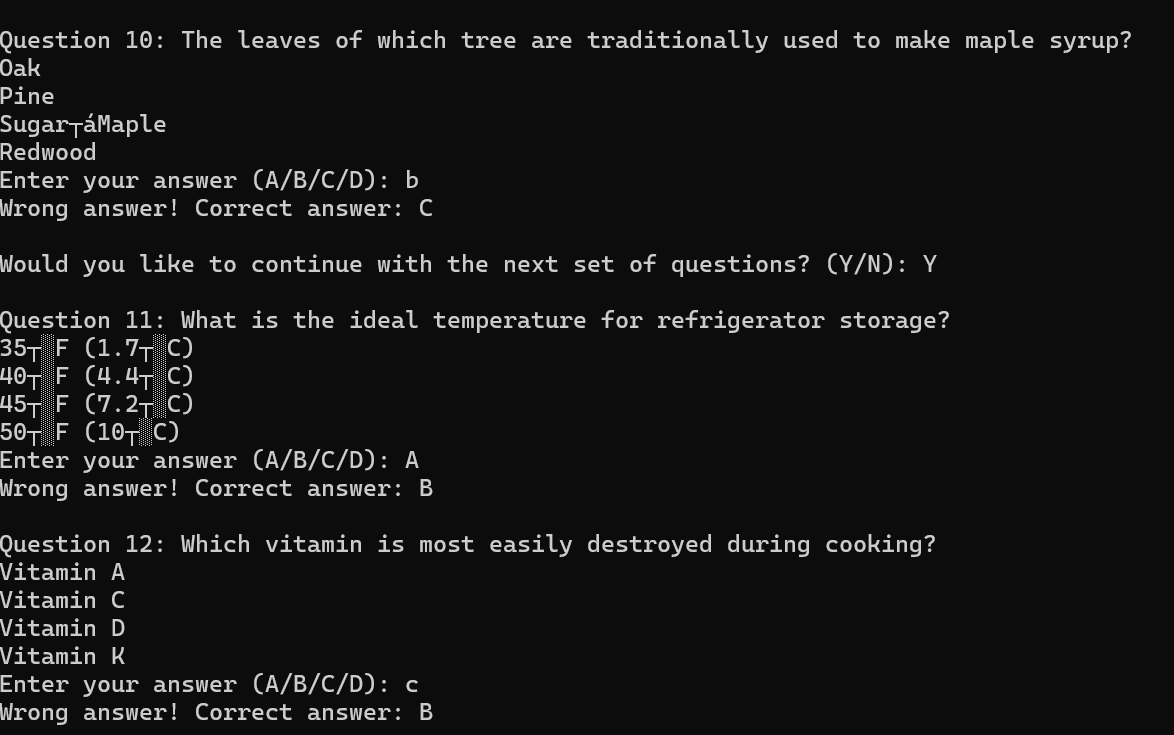 Question 10: The leaves of which tree are traditionally used to make maple syrup?
Oak
Pine
Sugar┬áMaple
Redwood
Enter your answer (A/B/C/D): b
Wrong answer! Correct answer: C
Would you like to continue with the next set of questions? (Y/N): Y
Question 11: What is the ideal temperature for refrigerator storage?
35┬░F (1.7┬░C)
40┬░F (4.4┬░C)
45┬░F (7.2┬░C)
50┬░F (10┬░C)
Enter your answer (A/B/C/D): A
Wrong answer! Correct answer: B
Question 12: Which vitamin is most easily destroyed during cooking?
Vitamin A
Vitamin C
Vitamin D
Vitamin K
Enter your answer (A/B/C/D): c
Wrong answer! Correct answer: B